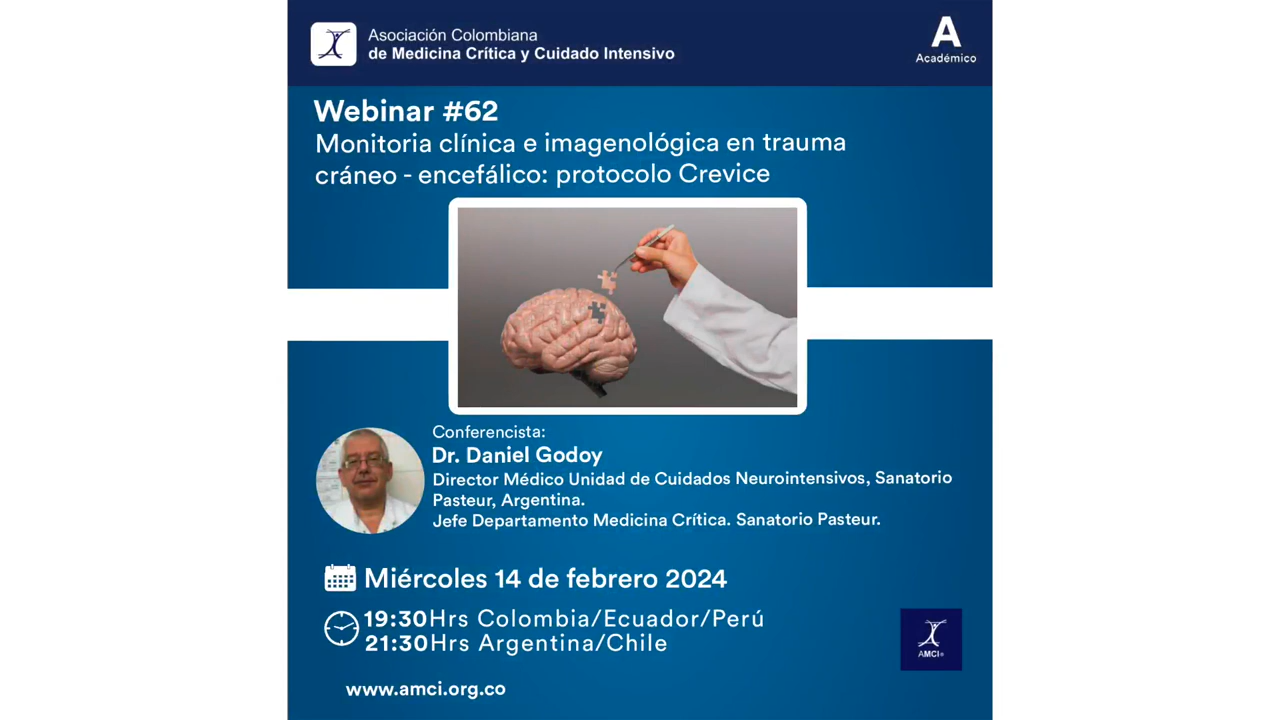 Asociación Colombiana
de Medicina Crítica y Cuidado Intensivo
A
Académico
Webinar #62
Monitoria clínica e imagenológica en trauma
cráneo - encefálico: protocolo Crevice
Conferencista:
Dr. Daniel Godoy
Director Médico Unidad de Cuidados Neurointensivos, Sanatorio
Pasteur, Argentina.
Jefe Departamento Medicina Crítica. Sanatorio Pasteur.
Miércoles 14 de febrero 2024
19:30Hrs Colombia/Ecuador/Perú
21:30Hrs Argentina/Chile
AMCI®
www.amci.org.co